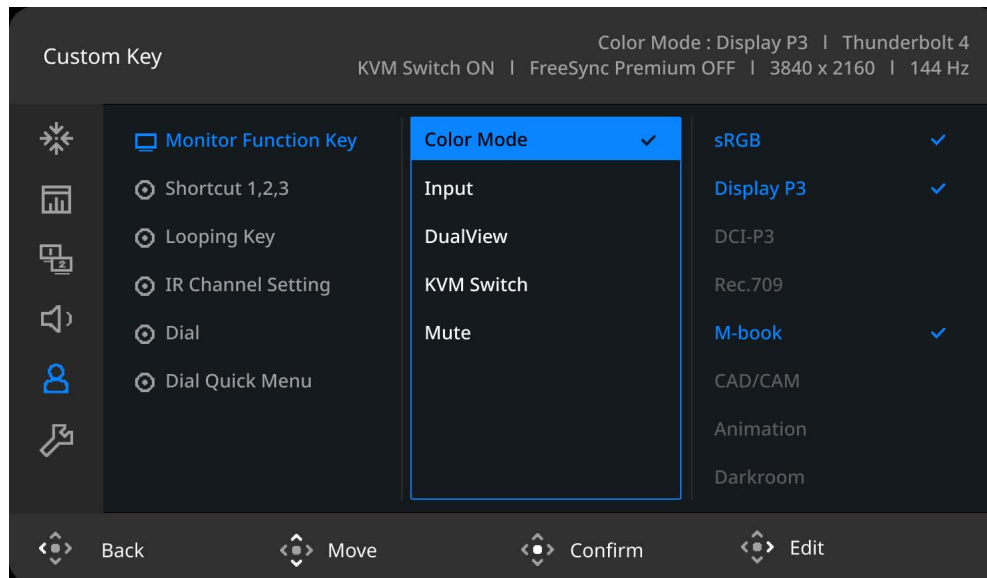 Custom Key
Color Mode : Display P3 I Thunderbolt 4
KVM Switch ON I FreeSync Premium OFF I 3840 x 2160 I 144 Hz
Monitor Function Key
Shortcut 1,2,3
Looping Key
IR Channel Setting
Dial
Dial Quick Menu
Color Mode
Input
DualView
KVM Switch
Mute
sRGB
Display P3
DCI-P3
Rec.709
M-book
CAD/CAM
Animation
Darkroom
1
2
Back
Move
Confirm
Edit